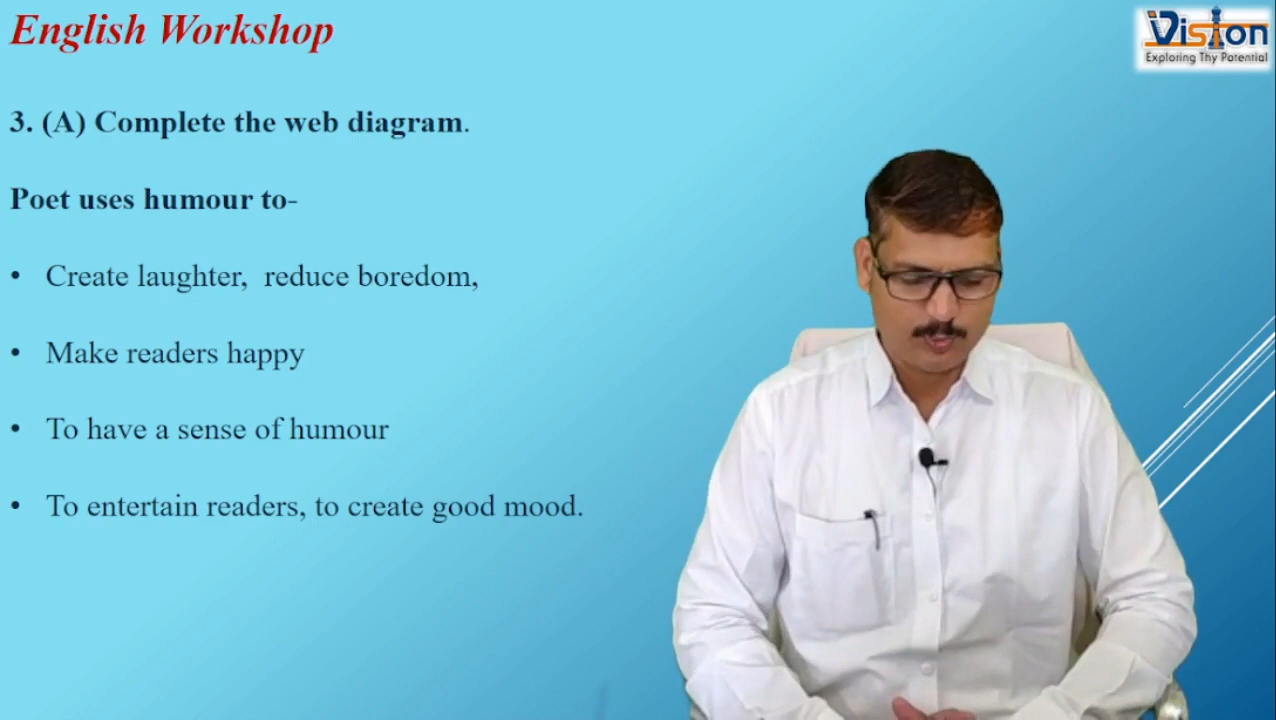 English Workshop
Vision
Exploring Thy Potential
3. (A) Complete the web diagram.
Poet uses humour to-
• Create laughter, reduce boredom,
• Make readers happy
• To have a sense of humour
• To entertain readers, to create good mood.